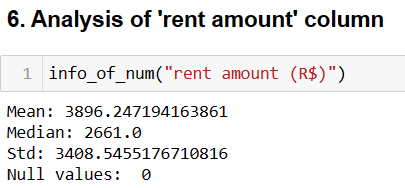 6. Analysis of 'rent amount' column
1 info_of_num("rent amount (R$)")
Mean: 3896.247194163861
Median: 2661.0
Std: 3408.5455176710816
Null values:  0